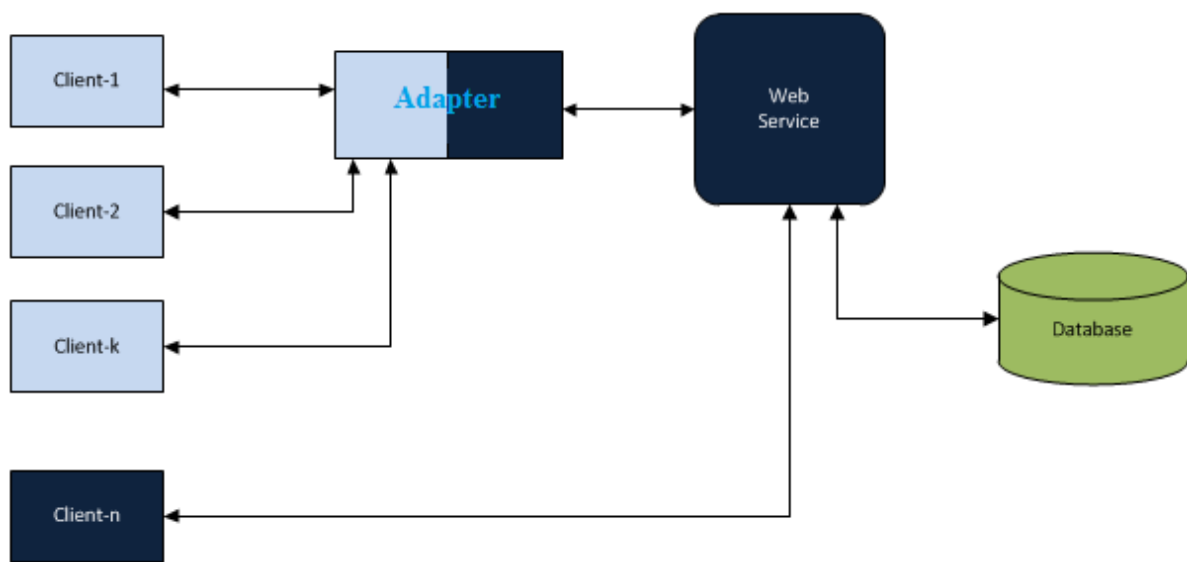 Client-1
Adapter
Web
Service
Client-2
Client-k
Database
Client-n